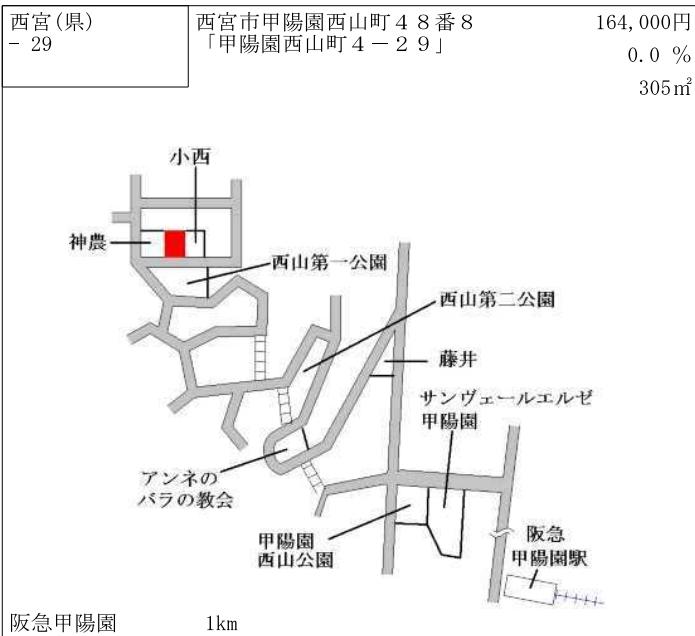 西宮(県)
- 29
西宮市甲陽園西山町４８番８
「甲陽園西山町４－２９」
164,000円
0.0 %
305㎡
小西
神農
西山第一公園
西山第二公園
藤井
サンヴェールエルゼ
甲陽園
アンネの
バラの教会
甲陽園
西山公園
阪急
甲陽園駅
阪急甲陽園 1km